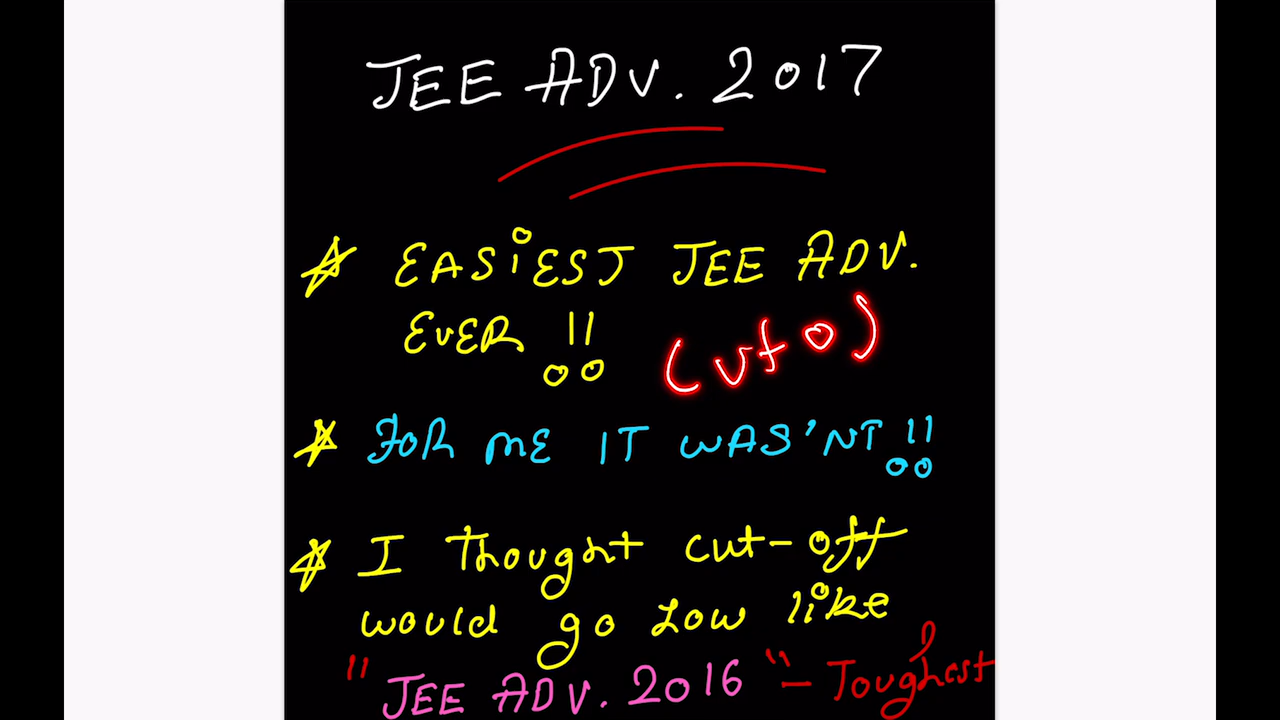 JEE ADV. 2017
☆ EASIEST JEE ADV.
EVER !! (
☆ FOR ME IT WAS'NT !!
☆ I thought cut-off
would go low like
"JEE ADV. 2016" - Toughest